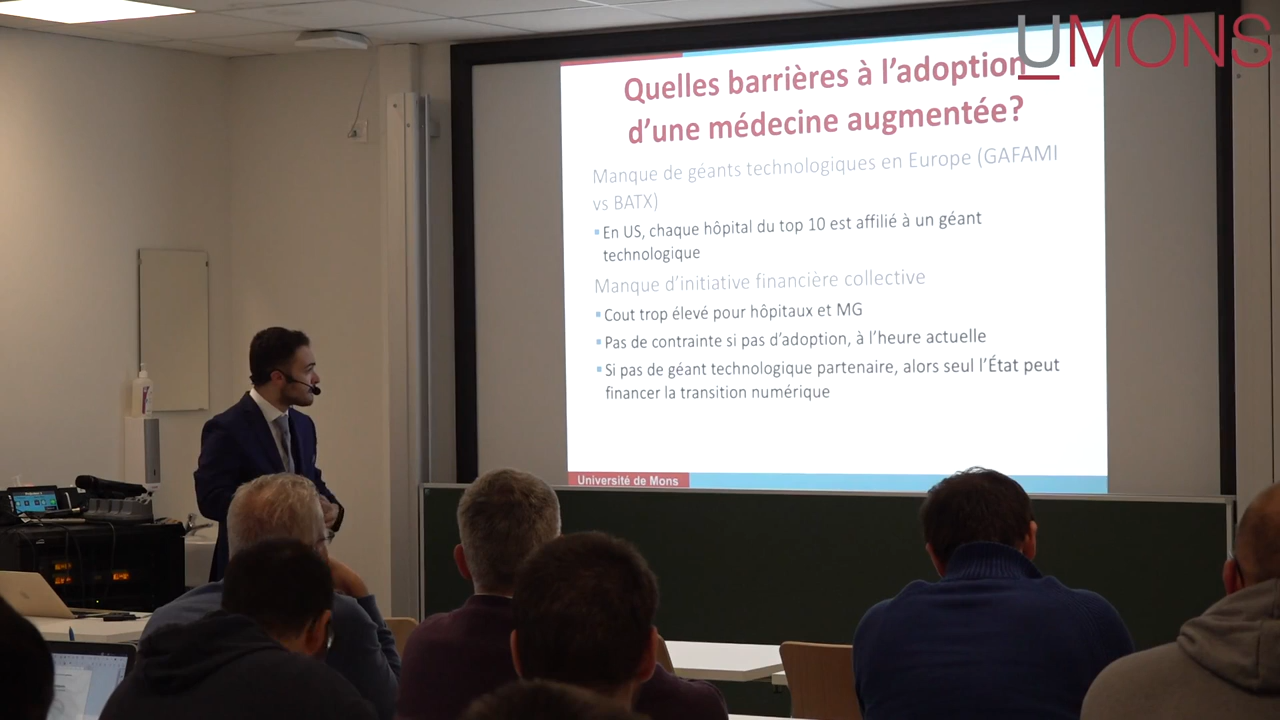 UMONS
Quelles barrières à l'adoption
d'une médecine augmentée?
Manque de géants technologiques en Europe (GAFAMI
vs BATX)
En US, chaque hôpital du top 10 est affilié à un géant
technologique
Manque d'initiative financière collective
Cout trop élevé pour hôpitaux et MG
Pas de contrainte si pas d'adoption, à l'heure actuelle
Si pas de géant technologique partenaire, alors seul l'État peut
financer la transition numérique
Université de Mons